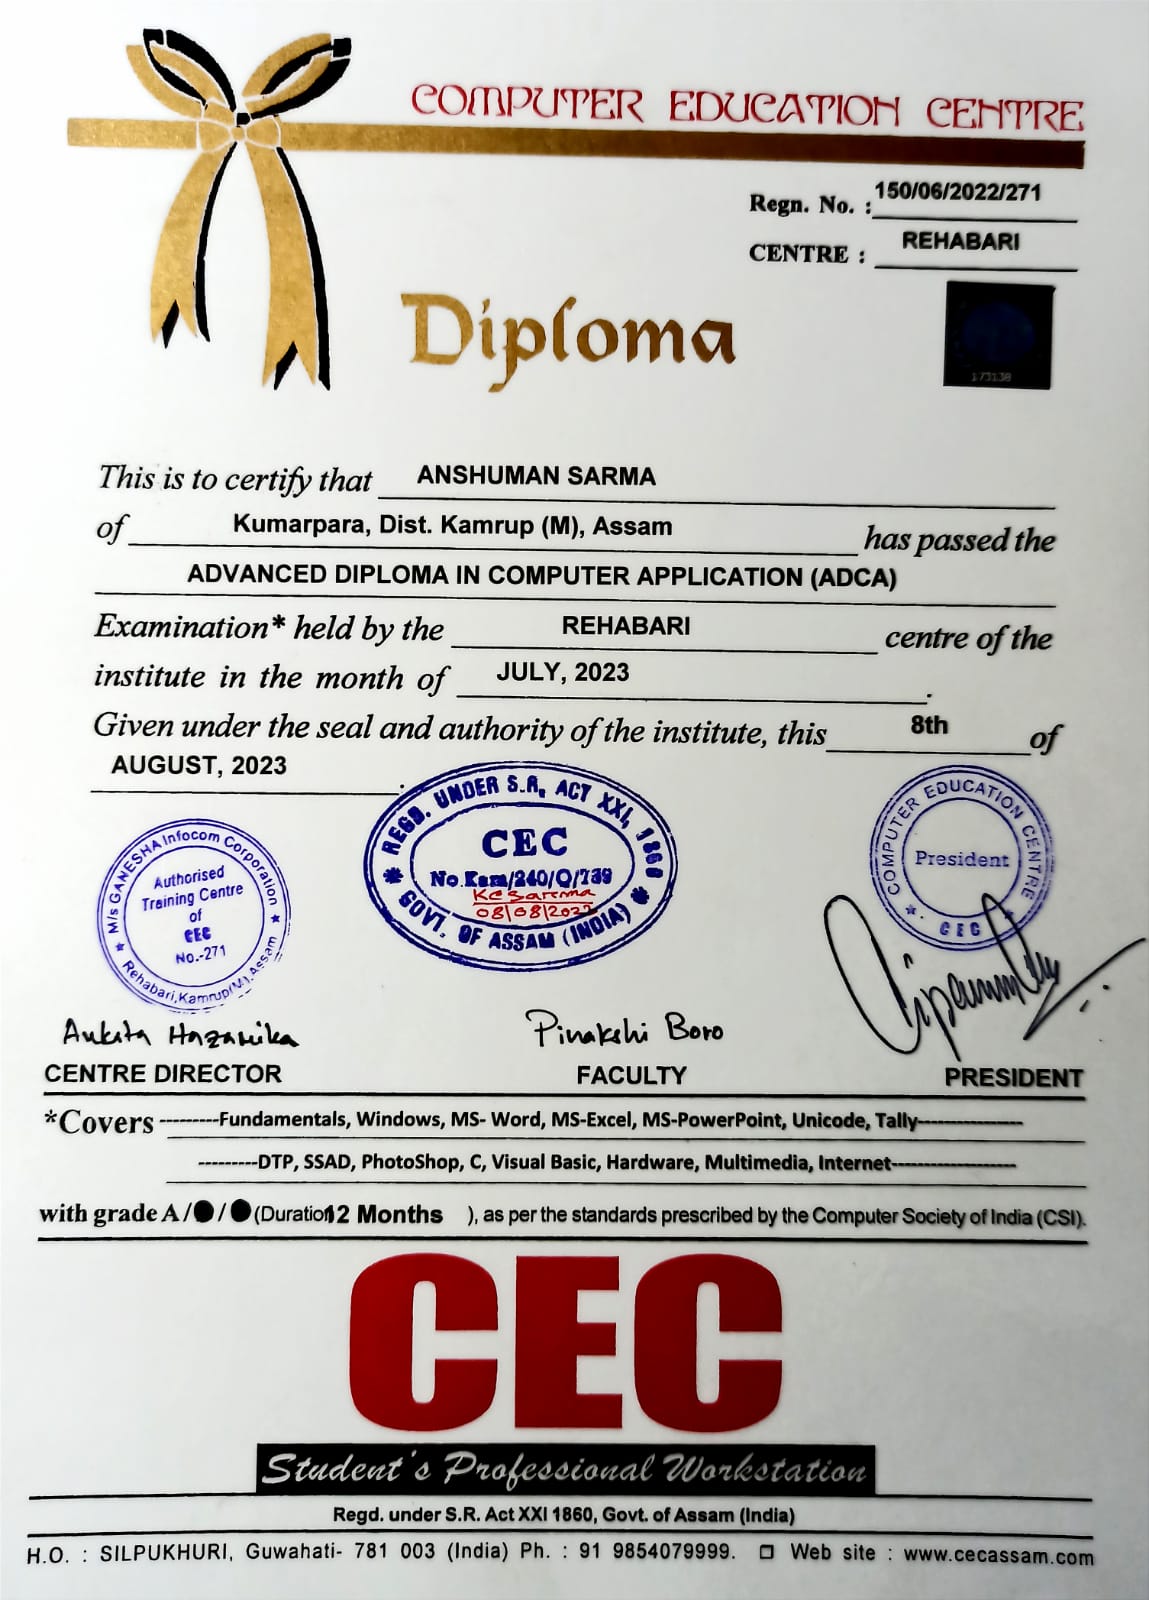 COMPUTER EDUCATION CENTRE
Regn. No. : 150/06/2022/271
CENTRE : REHABARI
Diploma
173138
This is to certify that ANSHUMAN SARMA
of Kumarpara, Dist. Kamrup (M), Assam has passed the
ADVANCED DIPLOMA IN COMPUTER APPLICATION (ADCA)
Examination* held by the REHABARI centre of the
institute in the month of JULY, 2023.
Given under the seal and authority of the institute, this 8th of
AUGUST, 2023.
M/s GANESHA Infocom Corporation
Authorised
Training Centre
of
CEC
No.-271
Rehabari, Kamrup(M), Assam
REGD. UNDER S.R. ACT XXI, 1860
CEC
No.Kam/240/O/739
08/08/2023
GOVT. OF ASSAM (INDIA)
COMPUTER EDUCATION CENTRE
President
CEC
Ankita Hazarika
Pinakshi Boro
CENTRE DIRECTOR FACULTY PRESIDENT
*Covers ---------Fundamentals, Windows, MS- Word, MS-Excel, MS-PowerPoint, Unicode, Tally----------------
---------DTP, SSAD, PhotoShop, C, Visual Basic, Hardware, Multimedia, Internet-------------------
with grade A/●/● (Duration 12 Months ), as per the standards prescribed by the Computer Society of India (CSI).
CEC
Student's Professional Workstation
Regd. under S.R. Act XXI 1860, Govt. of Assam (India)
H.O. : SILPUKHURI, Guwahati- 781 003 (India) Ph. : 91 9854079999. ❒ Web site : www.cecassam.com